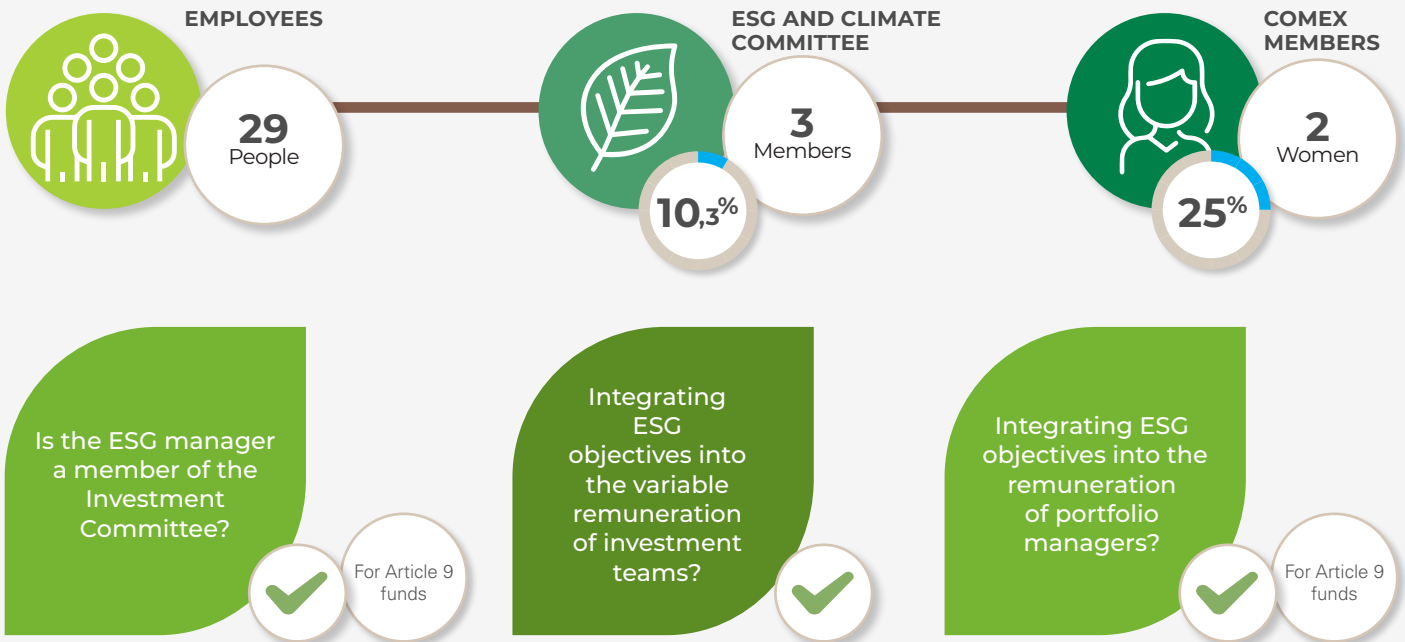 EMPLOYEES
29
People
ESG AND CLIMATE
COMMITTEE
3
Members
10,3%
COMEX
MEMBERS
2
Women
25%
Is the ESG manager
a member of the
Investment
Committee?
For Article 9
funds
Integrating
ESG
objectives into
the variable
remuneration
of investment
teams?
Integrating ESG
objectives into the
remuneration
of portfolio
managers?
For Article 9
funds